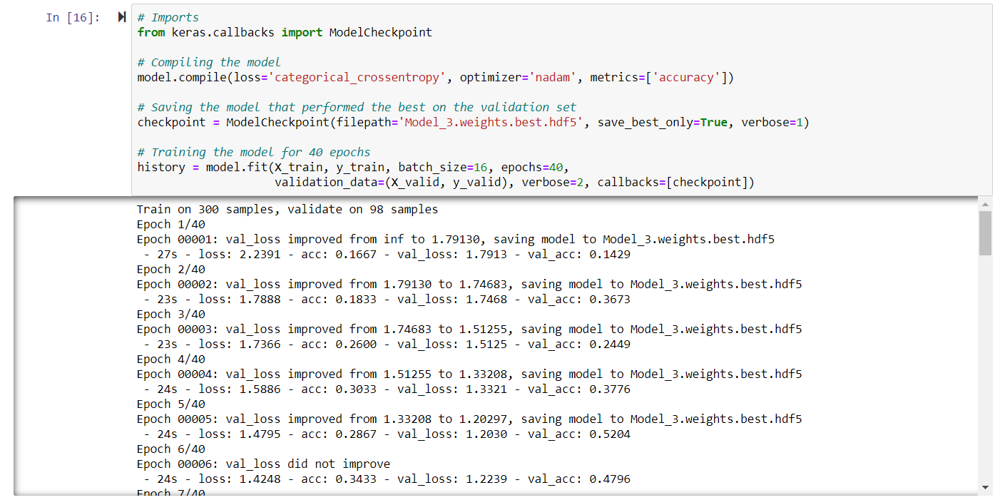 In [16]:
# Imports
from keras.callbacks import ModelCheckpoint
# Compiling the model
model.compile(loss='categorical_crossentropy', optimizer='nadam', metrics=['accuracy'])
# Saving the model that performed the best on the validation set
checkpoint = ModelCheckpoint(filepath='Model_3.weights.best.hdf5', save_best_only=True, verbose=1)
# Training the model for 40 epochs
history = model.fit(X_train, y_train, batch_size=16, epochs=40,
                    validation_data=(X_valid, y_valid), verbose=2, callbacks=[checkpoint])
Train on 300 samples, validate on 98 samples
Epoch 1/40
Epoch 00001: val_loss improved from inf to 1.79130, saving model to Model_3.weights.best.hdf5
 - 27s - loss: 2.2391 - acc: 0.1667 - val_loss: 1.7913 - val_acc: 0.1429
Epoch 2/40
Epoch 00002: val_loss improved from 1.79130 to 1.74683, saving model to Model_3.weights.best.hdf5
 - 23s - loss: 1.7888 - acc: 0.1833 - val_loss: 1.7468 - val_acc: 0.3673
Epoch 3/40
Epoch 00003: val_loss improved from 1.74683 to 1.51255, saving model to Model_3.weights.best.hdf5
 - 23s - loss: 1.7366 - acc: 0.2600 - val_loss: 1.5125 - val_acc: 0.2449
Epoch 4/40
Epoch 00004: val_loss improved from 1.51255 to 1.33208, saving model to Model_3.weights.best.hdf5
 - 24s - loss: 1.5886 - acc: 0.3033 - val_loss: 1.3321 - val_acc: 0.3776
Epoch 5/40
Epoch 00005: val_loss improved from 1.33208 to 1.20297, saving model to Model_3.weights.best.hdf5
 - 24s - loss: 1.4795 - acc: 0.2867 - val_loss: 1.2030 - val_acc: 0.5204
Epoch 6/40
Epoch 00006: val_loss did not improve
 - 24s - loss: 1.4248 - acc: 0.3433 - val_loss: 1.2239 - val_acc: 0.4796
Epoch 7/40